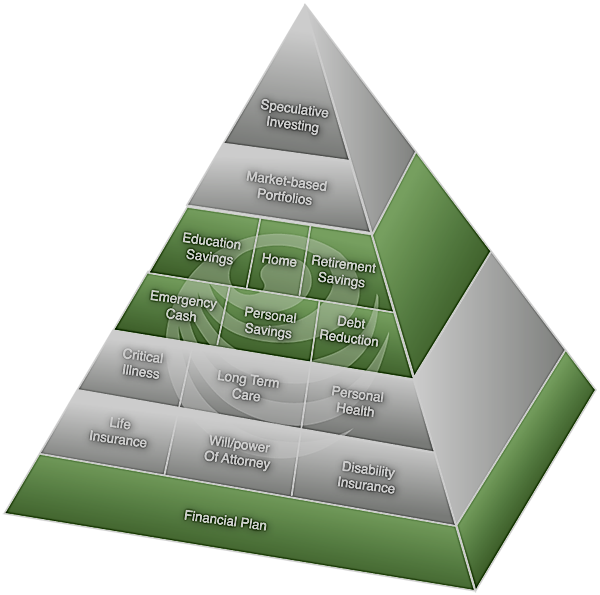 Speculative
Investing
Market-based
Portfolios
Education
Savings
Home
Retirement
Savings
Emergency
Cash
Personal
Savings
Debt
Reduction
Critical
Illness
Long Term
Care
Personal
Health
Life
Insurance
Will/power
Of Attorney
Disability
Insurance
Financial Plan